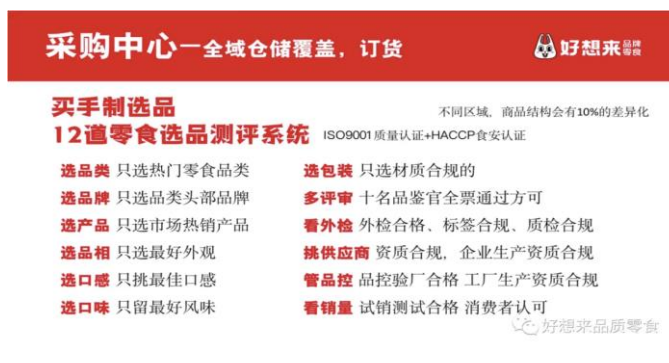 采购中心—全域仓储覆盖，订货
好想来品牌零食
买手制选品
不同区域，商品结构会有10%的差异化
12道零食选品测评系统 ISO9001质量认证+HACCP食安认证
选品类 只选热门零食品类
选品牌 只选品类头部品牌
选产品 只选市场热销产品
选品相 只选最好外观
选口感 只挑最佳口感
选口味 只留最好风味
选包装 只选材质合规的
多评审 十名品鉴官全票通过方可
看外检 外检合格、标签合规、质检合规
挑供应商 资质合规，企业生产资质合规
管品控 品控验厂合格 工厂生产资质合规
看销量 试销测试合格 消费者认可
好想来品质零食